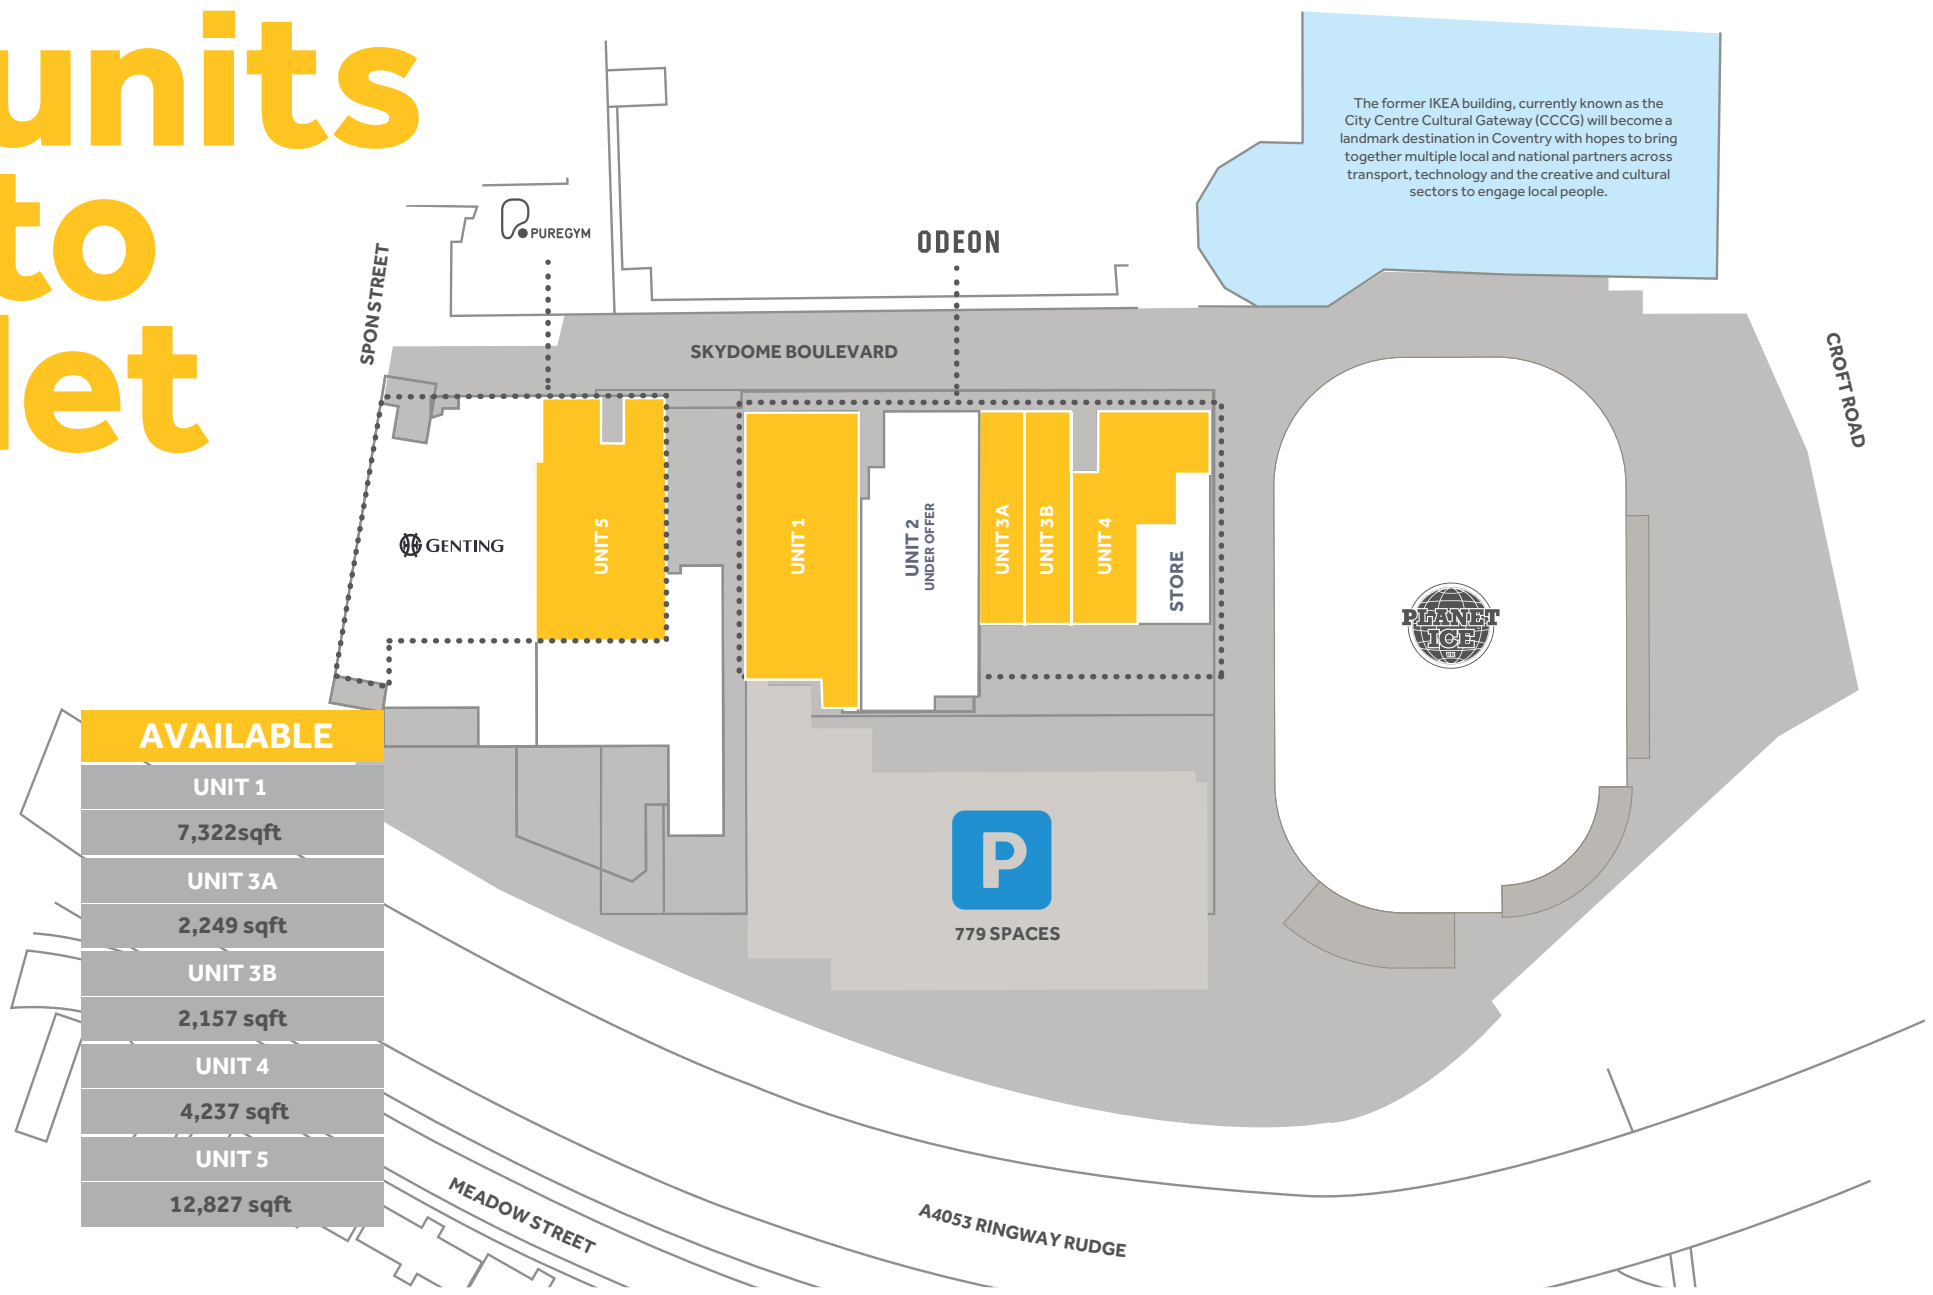 units
to
let
The former IKEA building, currently known as the
City Centre Cultural Gateway (CCCG) will become a
landmark destination in Coventry with hopes to bring
together multiple local and national partners across
transport, technology and the creative and cultural
sectors to engage local people.
PUREGYM
ODEON
SPON STREET
SKYDOME BOULEVARD
CROFT ROAD
GENTING
UNIT 5
UNIT 1
UNIT 2
UNDER OFFER
UNIT 3A
UNIT 3B
UNIT 4
STORE
PLANET
ICE
UK
P
779 SPACES
AVAILABLE
UNIT 1
7,322sqft
UNIT 3A
2,249 sqft
UNIT 3B
2,157 sqft
UNIT 4
4,237 sqft
UNIT 5
12,827 sqft
MEADOW STREET
A4053 RINGWAY RUDGE